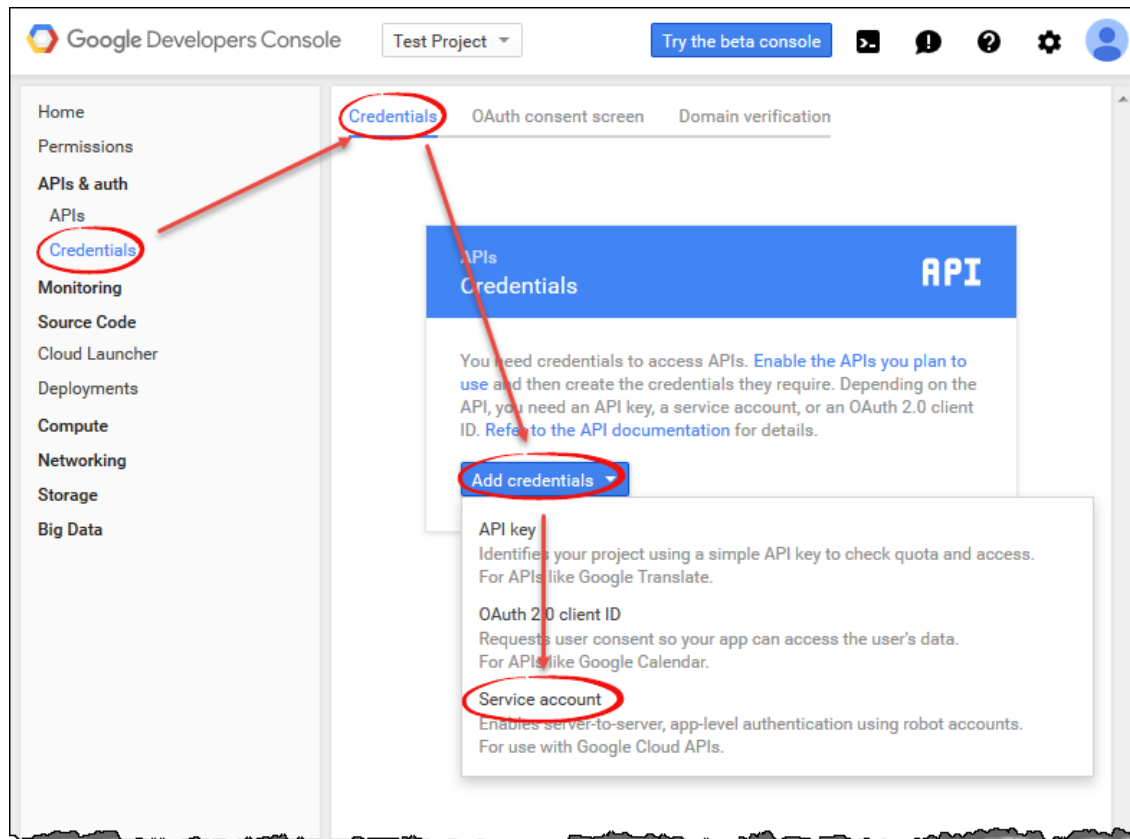 Google Developers Console
Test Project
Try the beta console
Home
Permissions
APIs & auth
APIs
Credentials
Monitoring
Source Code
Cloud Launcher
Deployments
Compute
Networking
Storage
Big Data
Credentials
OAuth consent screen
Domain verification
APIs
Credentials
API
You need credentials to access APIs. Enable the APIs you plan to
use and then create the credentials they require. Depending on the
API, you need an API key, a service account, or an OAuth 2.0 client
ID. Refer to the API documentation for details.
Add credentials
API key
Identifies your project using a simple API key to check quota and access.
For APIs like Google Translate.
OAuth 2.0 client ID
Requests user consent so your app can access the user's data.
For APIs like Google Calendar.
Service account
Enables server-to-server, app-level authentication using robot accounts.
For use with Google Cloud APIs.